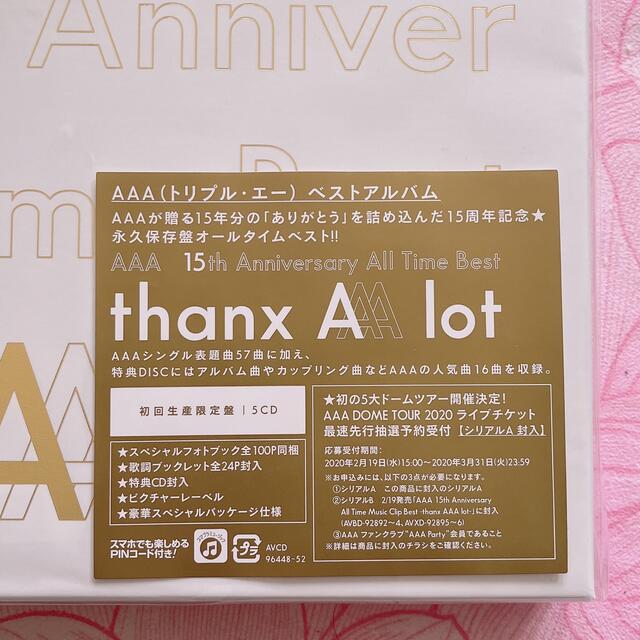 Anniver
AAA(トリプル・エー) ベストアルバム
AAAが贈る15年分の「ありがとう」を詰め込んだ15周年記念★
永久保存盤オールタイムベスト!!
AAA 15th Anniversary All Time Best
thanx AAA lot
AAAシングル表題曲57曲に加え、
特典DISCにはアルバム曲やカップリング曲などAAAの人気曲16曲を収録。
初回生産限定盤 | 5CD
★スペシャルフォトブック全100P同梱
★歌詞ブックレット全24P封入
★特典CD封入
★ピクチャーレーベル
★豪華スペシャルパッケージ仕様
★初の5大ドームツアー開催決定!
AAA DOME TOUR 2020 ライブチケット
最速先行抽選予約受付 【シリアルA 封入】
応募受付期間:
2020年2月19日(水)15:00~2020年3月31日(火)23:59
※お申込みには、以下の3点が必要になります。
①シリアルA この商品に封入のシリアルA
②シリアルB 2/19発売「AAA 15th Anniversary
All Time Music Clip Best -thanx AAA lot-」に封入
(AVBD-92892~4、AVXD-92895~6)
③AAA ファンクラブ"AAA Party"会員であること
※詳細は商品に封入のチラシをご確認ください。
スマホでも楽しめる
PINコード付き!
プラ
AVCD
96448-52